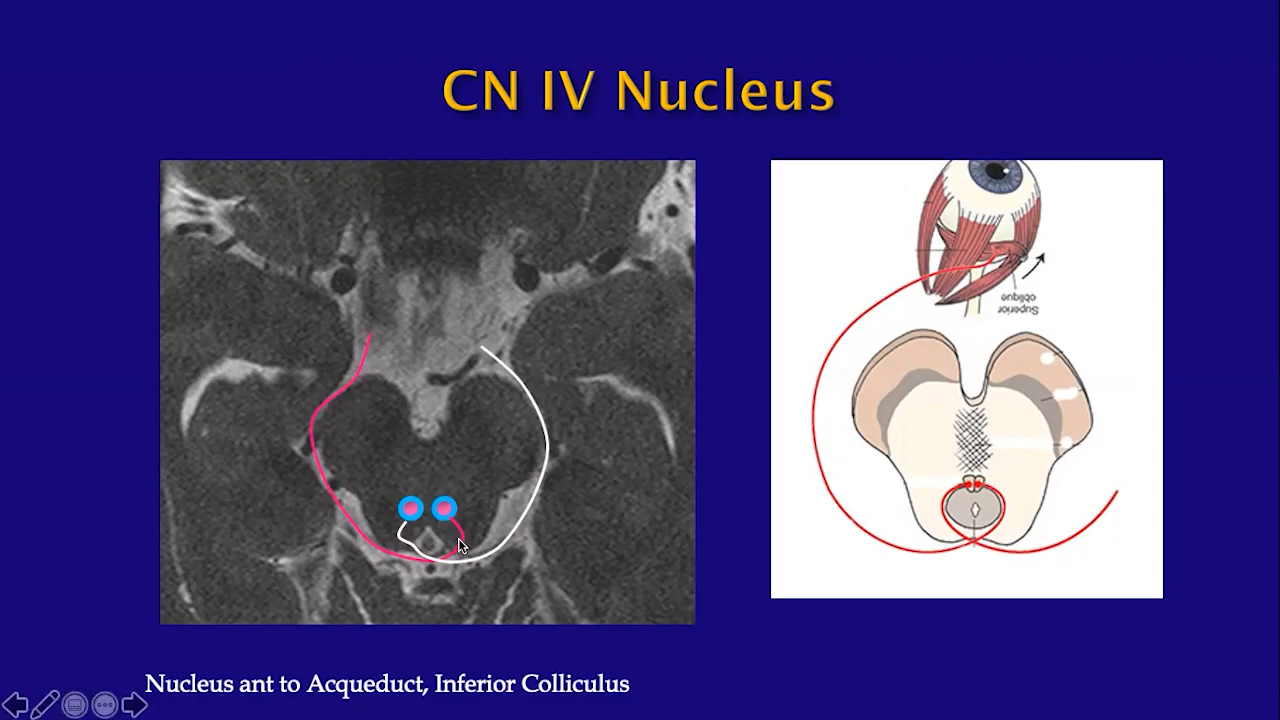 CN IV Nucleus
Superior
oblique
Nucleus ant to Acqueduct, Inferior Colliculus